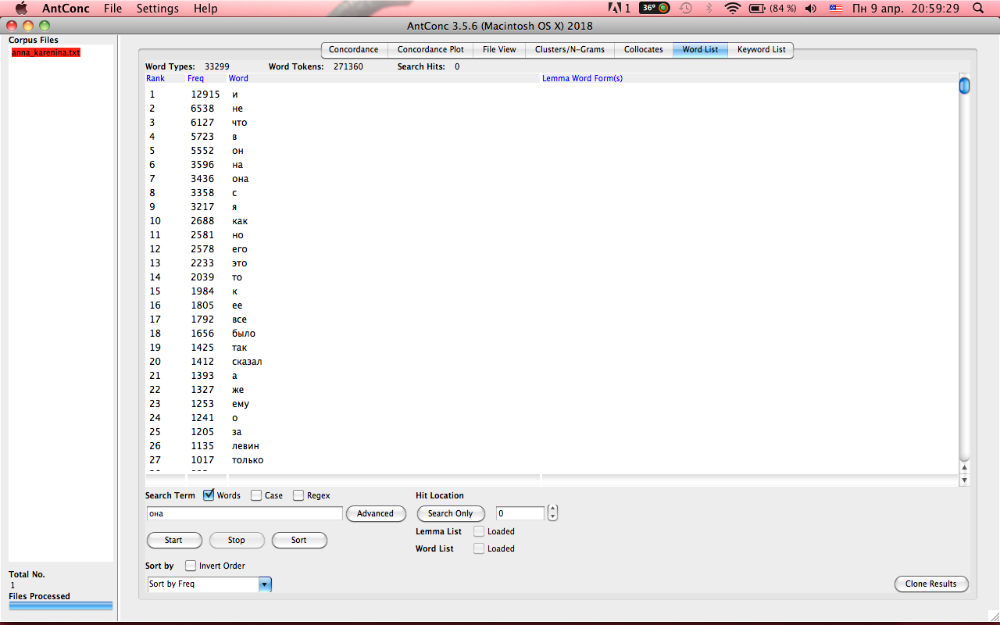 AntConc File Settings Help 1 36° (84 %) Пн 9 апр. 20:59:29
AntConc 3.5.6 (Macintosh OS X) 2018
Corpus Files
anna_karenina.txt
Concordance Concordance Plot File View Clusters/N-Grams Collocates Word List Keyword List
Word Types: 33299 Word Tokens: 271360 Search Hits: 0
Rank Freq Word Lemma Word Form(s)
1 12915 и
2 6538 не
3 6127 что
4 5723 в
5 5552 он
6 3596 на
7 3436 она
8 3358 с
9 3217 я
10 2688 как
11 2581 но
12 2578 его
13 2233 это
14 2039 то
15 1984 к
16 1805 ее
17 1792 все
18 1656 было
19 1425 так
20 1412 сказал
21 1393 а
22 1327 же
23 1253 ему
24 1241 о
25 1205 за
26 1135 левин
27 1017 только
Search Term Words Case Regex Hit Location
она Advanced Search Only 0
Lemma List Loaded
Start Stop Sort
Word List Loaded
Sort by Invert Order
Sort by Freq
Clone Results
Total No.
1
Files Processed